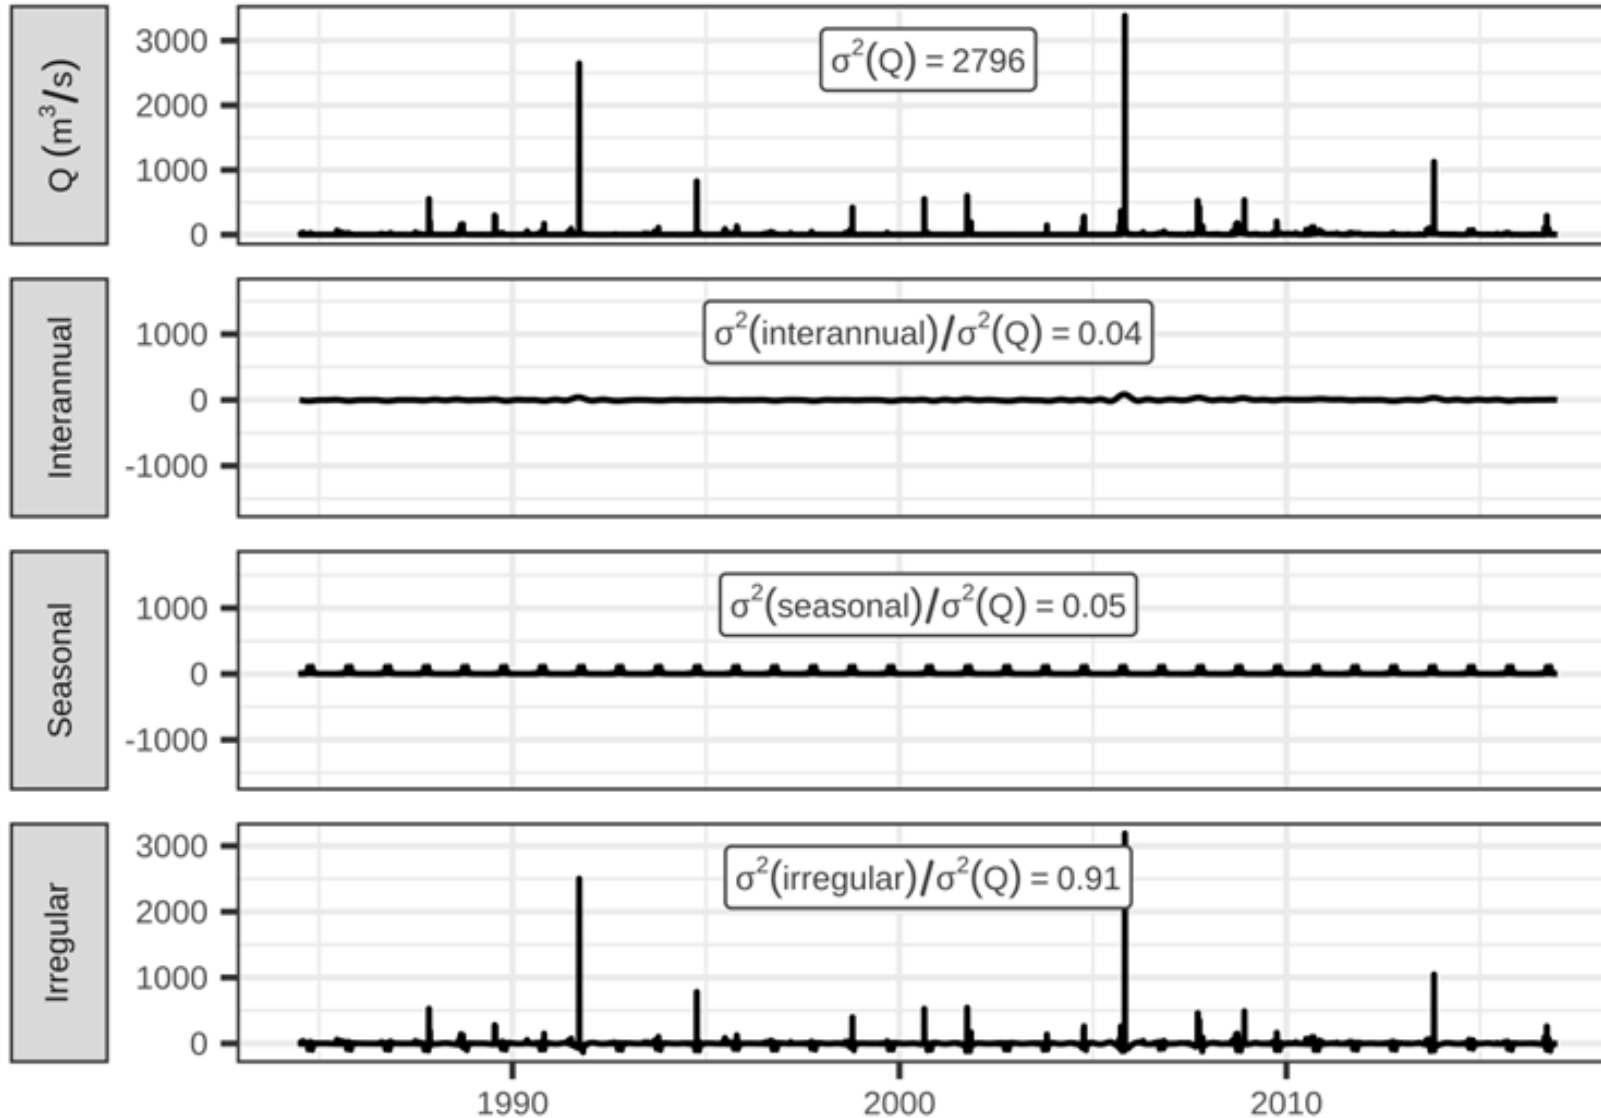 Q (m³/s)
3000
2000
1000
0
σ²(Q) = 2796
Interannual
1000
0
-1000
σ²(interannual)/σ²(Q) = 0.04
Seasonal
1000
0
-1000
σ²(seasonal)/σ²(Q) = 0.05
Irregular
3000
2000
1000
0
σ²(irregular)/σ²(Q) = 0.91
1990 2000 2010